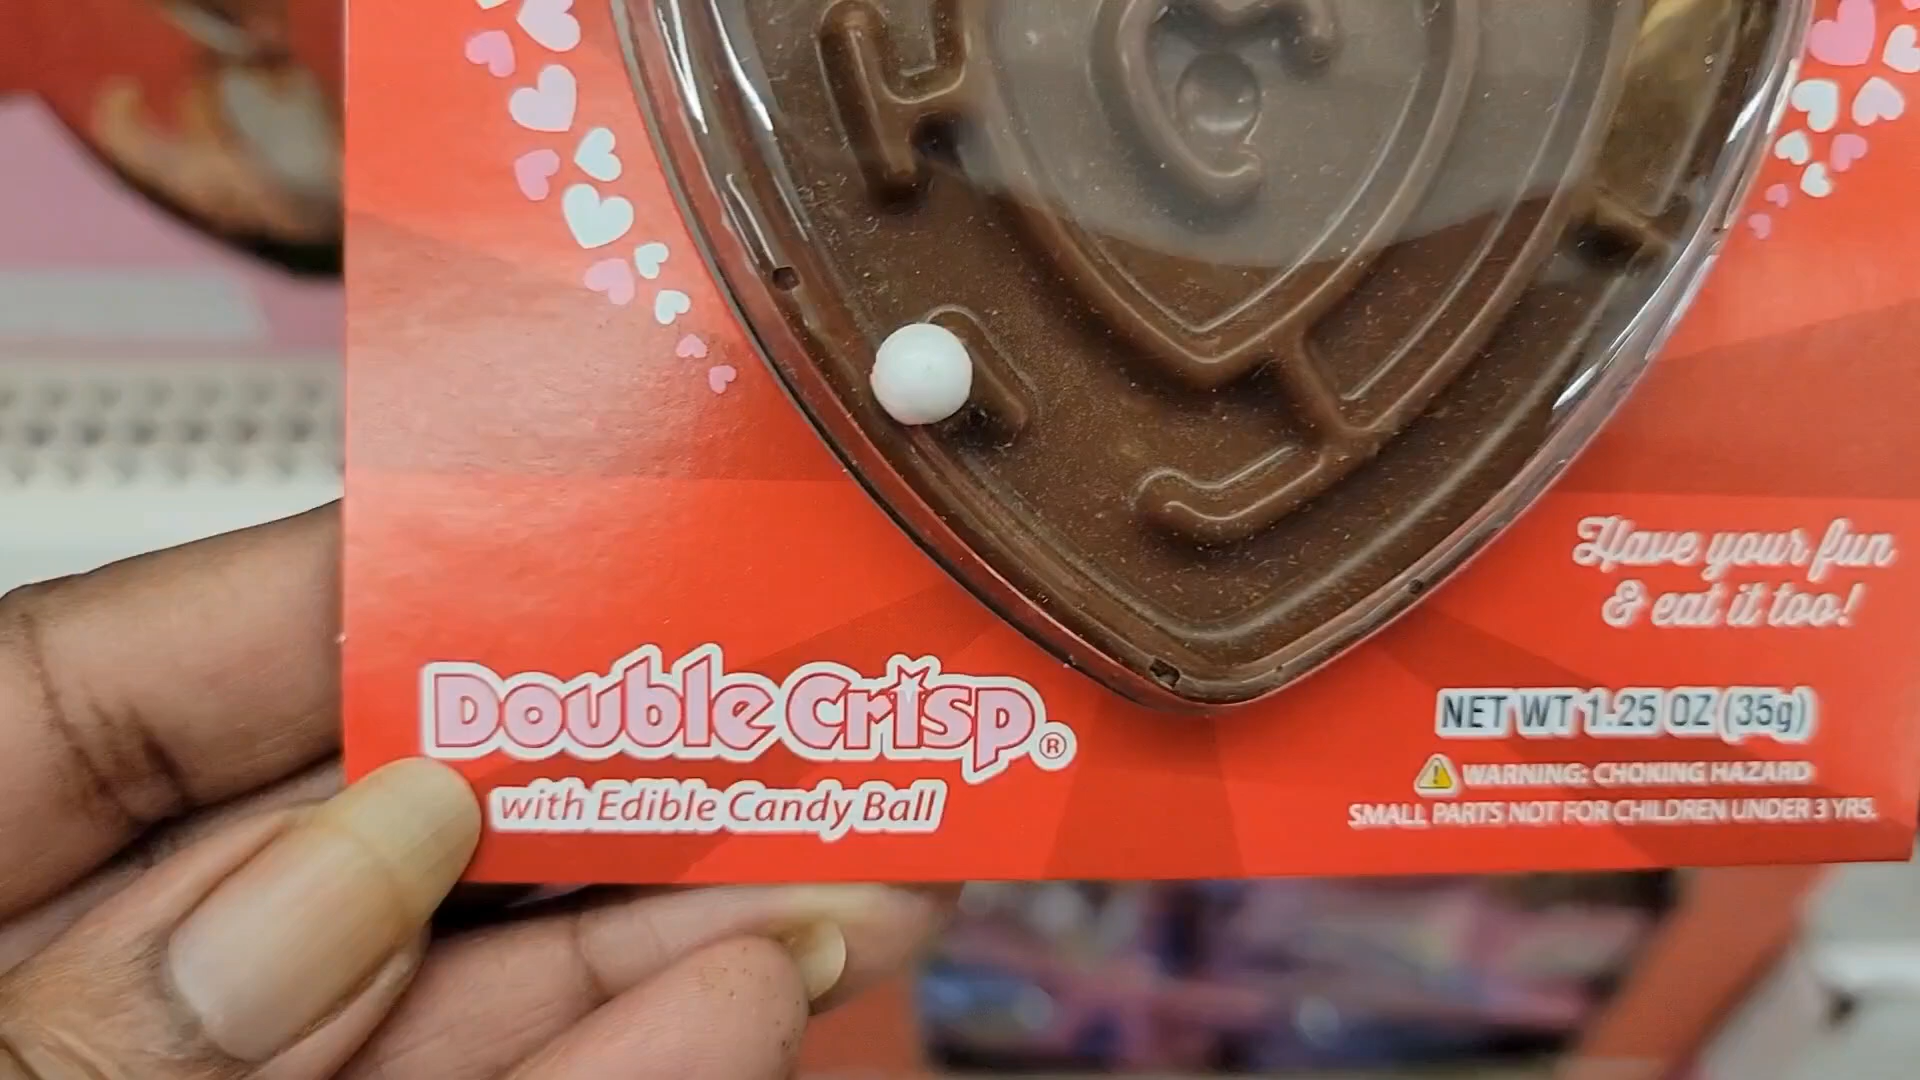 Have your fun
& eat it too!
Double Crisp®
with Edible Candy Ball
NET WT 1.25 OZ (35g)
WARNING: CHOKING HAZARD
SMALL PARTS NOT FOR CHILDREN UNDER 3 YRS.